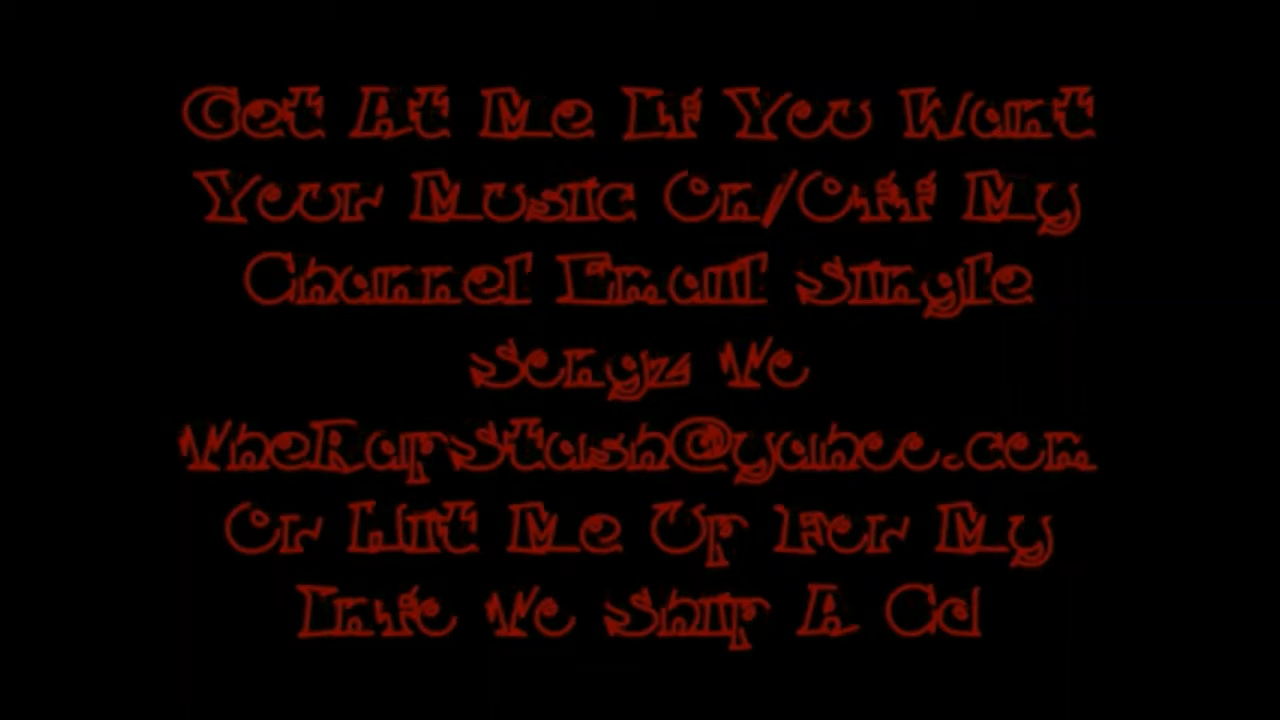 Get At Me If You Want
Your Music On/Off My
Channel Email Single
Songz To
TheRapStash@yahoo.com
Or Hit Me Up For My
Info To Ship A Cd